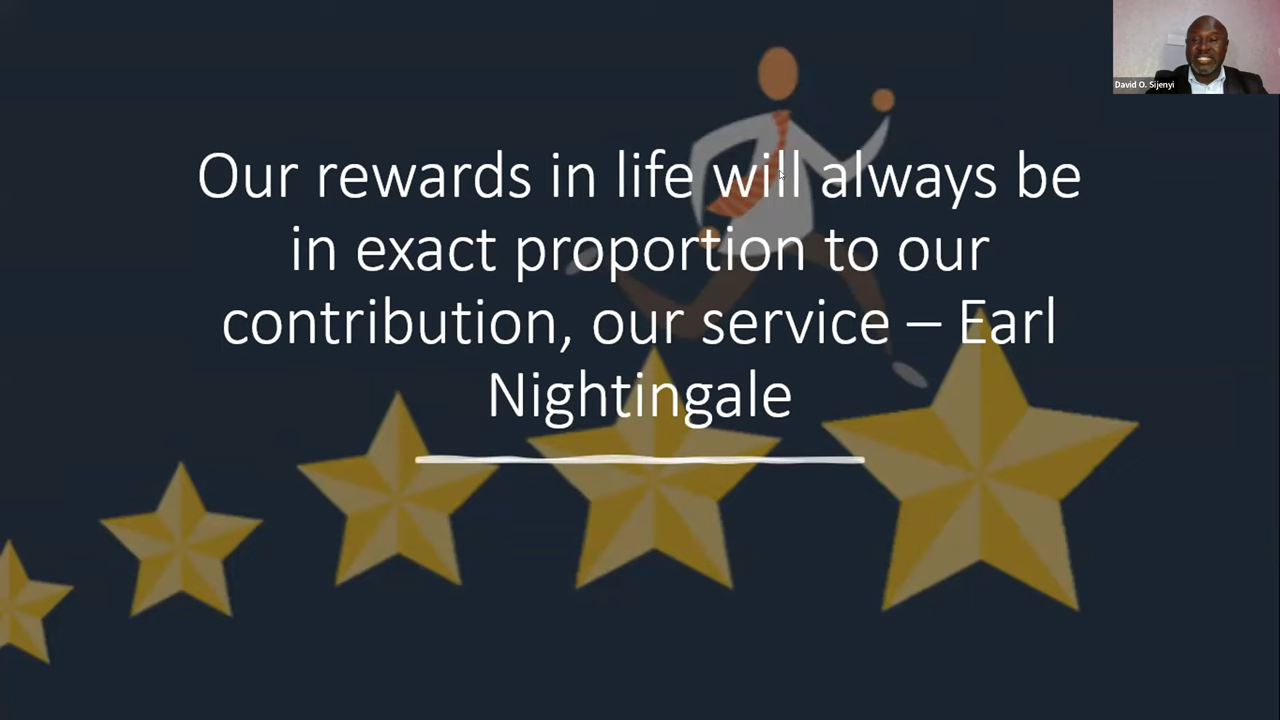 David O. Sijenyi
Our rewards in life will always be
in exact proportion to our
contribution, our service – Earl
Nightingale